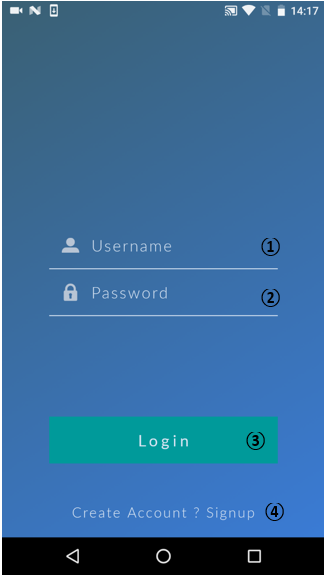 14:17
Username ①
Password ②
Login ③
Create Account ? Signup ④